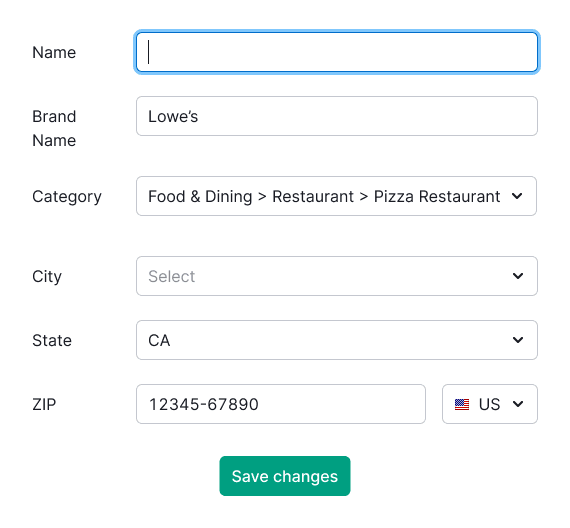 Name
Brand
Name
Lowe’s
Category
Food & Dining > Restaurant > Pizza Restaurant
City
Select
State
CA
ZIP
12345-67890
US
Save changes